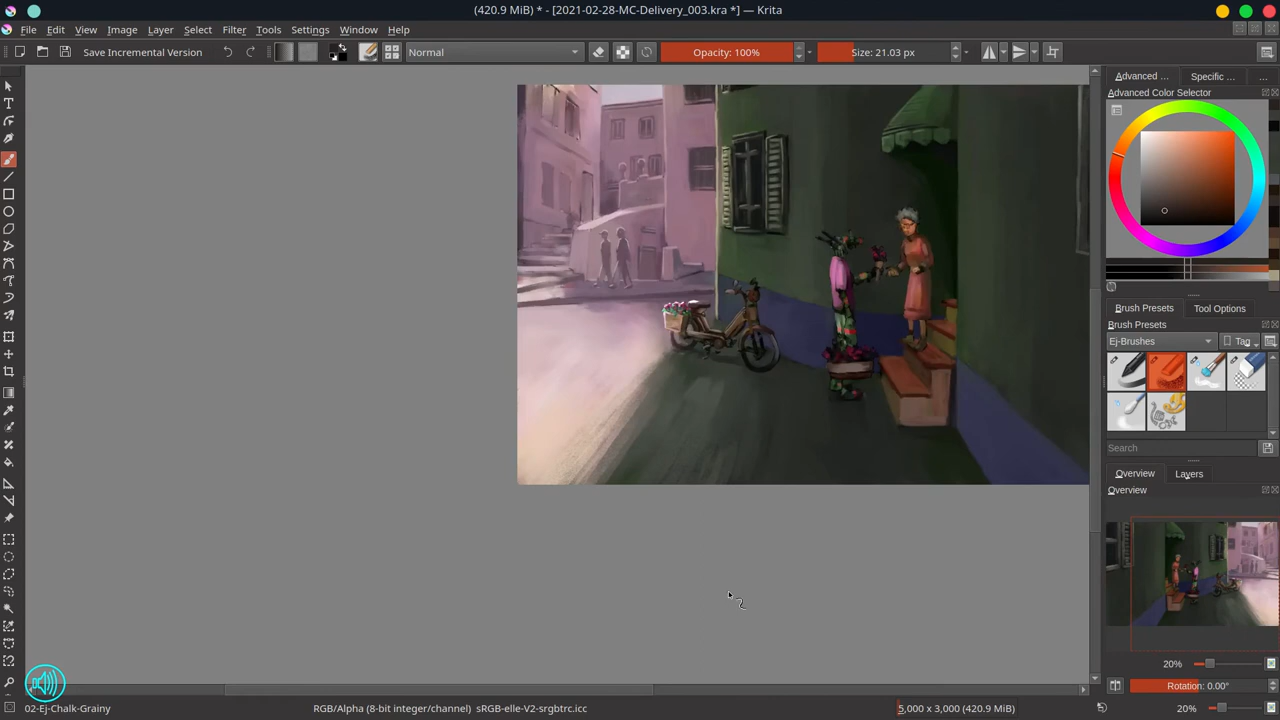 (420.9 MiB) * - [2021-02-28-MC-Delivery_003.kra *] — Krita
File Edit View Image Layer Select Filter Tools Settings Window Help
Save Incremental Version Normal Opacity: 100% Size: 21.03 px
Advanced ... Specific ... ...
Advanced Color Selector
Brush Presets Tool Options
Brush Presets
Ej-Brushes Tag
Search
Overview Layers
Overview
20%
Rotation: 0.00°
02-Ej-Chalk-Grainy RGB/Alpha (8-bit integer/channel) sRGB-elle-V2-srgbtrc.icc 5,000 x 3,000 (420.9 MiB) 20%